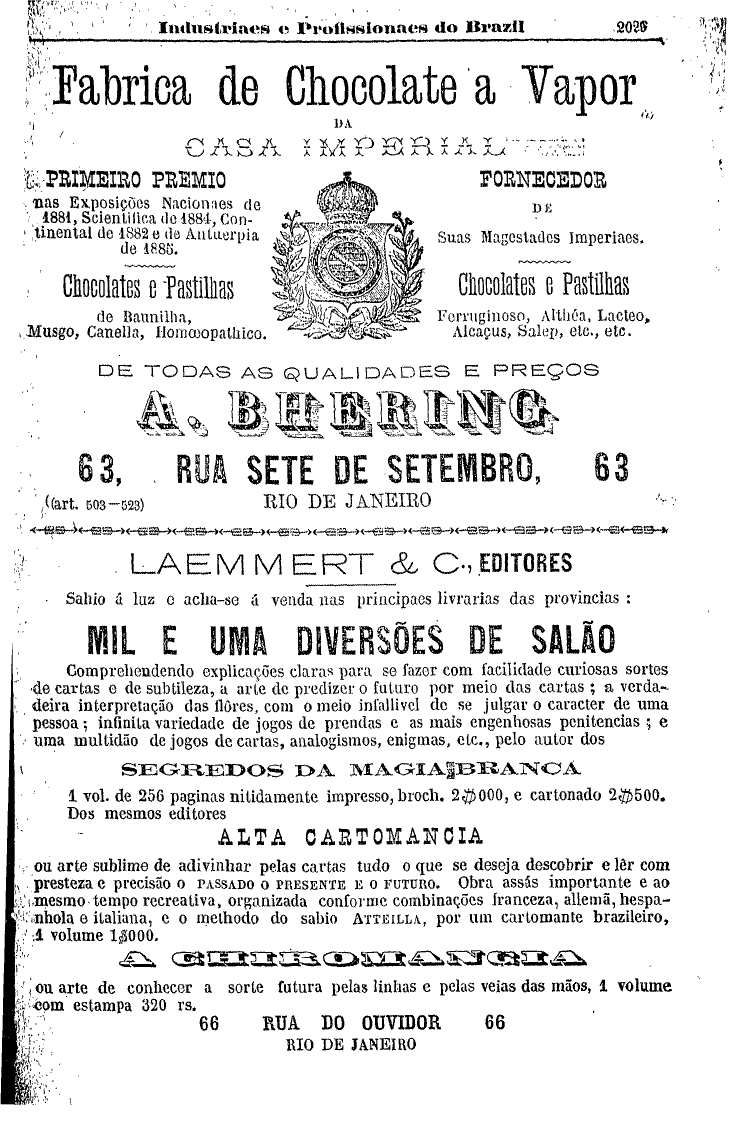 Industriaes e Profissionaes do Brazil
Fabrica de Chocolate a Vapor
DA
CASA IMPERIAL
PRIMEIRO PREMIO
nas Exposições Nacionaes de
1881, Scientifica de 1884, Con-
tinental de 1882 e de Antuerpia
de 1885.
Chocolates e Pastilhas
de Baunilha,
Musgo, Canella, Homœopathico.
FORNECEDOR
DE
Suas Magestades Imperiaes.
Chocolates e Pastilhas
Ferruginoso, Althéa, Lacteo,
Alcaçus, Salep, etc., etc.
DE TODAS AS QUALIDADES E PREÇOS
A. BHERING
63, RUA SETE DE SETEMBRO, 63
(art. 503—523) RIO DE JANEIRO
LAEMMERT & C., EDITORES
Sahio á luz e acha-se á venda nas principaes livrarias das provincias :
MIL E UMA DIVERSÕES DE SALÃO
Comprehendendo explicações claras para se fazer com facilidade curiosas sortes
de cartas e de subtileza, a arte de predizer o futuro por meio das cartas ; a verda-
deira interpretação das flôres, com o meio infallivel de se julgar o caracter de uma
pessoa ; infinita variedade de jogos de prendas e as mais engenhosas penitencias ; e
uma multidão de jogos de cartas, analogismos, enigmas, etc., pelo autor dos
SEGREDOS DA MAGIA BRANCA
1 vol. de 256 paginas nitidamente impresso, broch. 2$000, e cartonado 2$500.
Dos mesmos editores
ALTA CARTOMANCIA
ou arte sublime de adivinhar pelas cartas tudo o que se deseja descobrir e lêr com
presteza e precisão o PASSADO O PRESENTE E O FUTURO. Obra assás importante e ao
mesmo tempo recreativa, organizada conforme combinações franceza, allemã, hespa-
nhola e italiana, e o methodo do sabio ATTEILLA, por um cartomante brazileiro,
1 volume 1$000.
A CHIROMANCIA
ou arte de conhecer a sorte futura pelas linhas e pelas veias das mãos, 1 volume
com estampa 320 rs.
66 RUA DO OUVIDOR 66
RIO DE JANEIRO